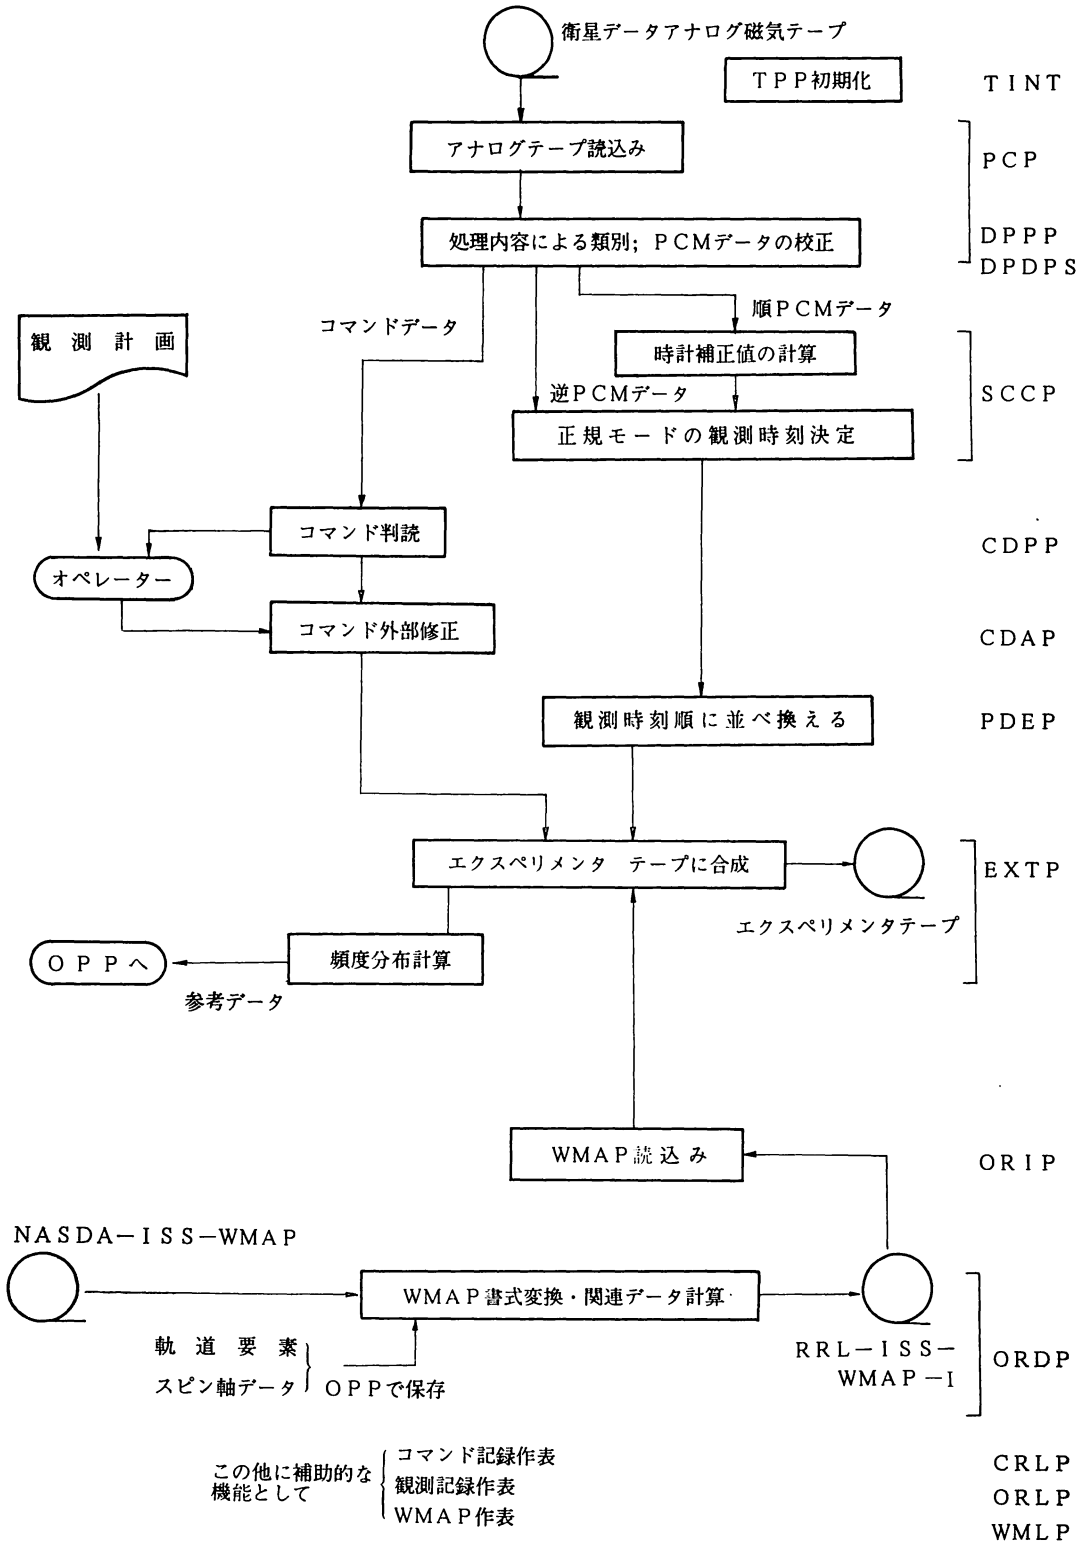 衛星データアナログ磁気テープ
TPP初期化
TINT
アナログテープ読込み
PCP
処理内容による類別；PCMデータの校正
DPPP
DPDPS
コマンドデータ
順PCMデータ
観測計画
時計補正値の計算
逆PCMデータ
SCCP
正規モードの観測時刻決定
コマンド判読
CDPP
オペレーター
コマンド外部修正
CDAP
観測時刻順に並べ換える
PDEP
エクスペリメンタ テープに合成
EXTP
エクスペリメンタテープ
OPPへ
頻度分布計算
参考データ
WMAP読込み
ORIP
NASDA－ISS－WMAP
WMAP書式変換・関連データ計算
軌道要素
スピン軸データ
OPPで保存
RRL－ISS－
WMAP－I
ORDP
この他に補助的な
機能として
コマンド記録作表
観測記録作表
WMAP作表
CRLP
ORLP
WMLP